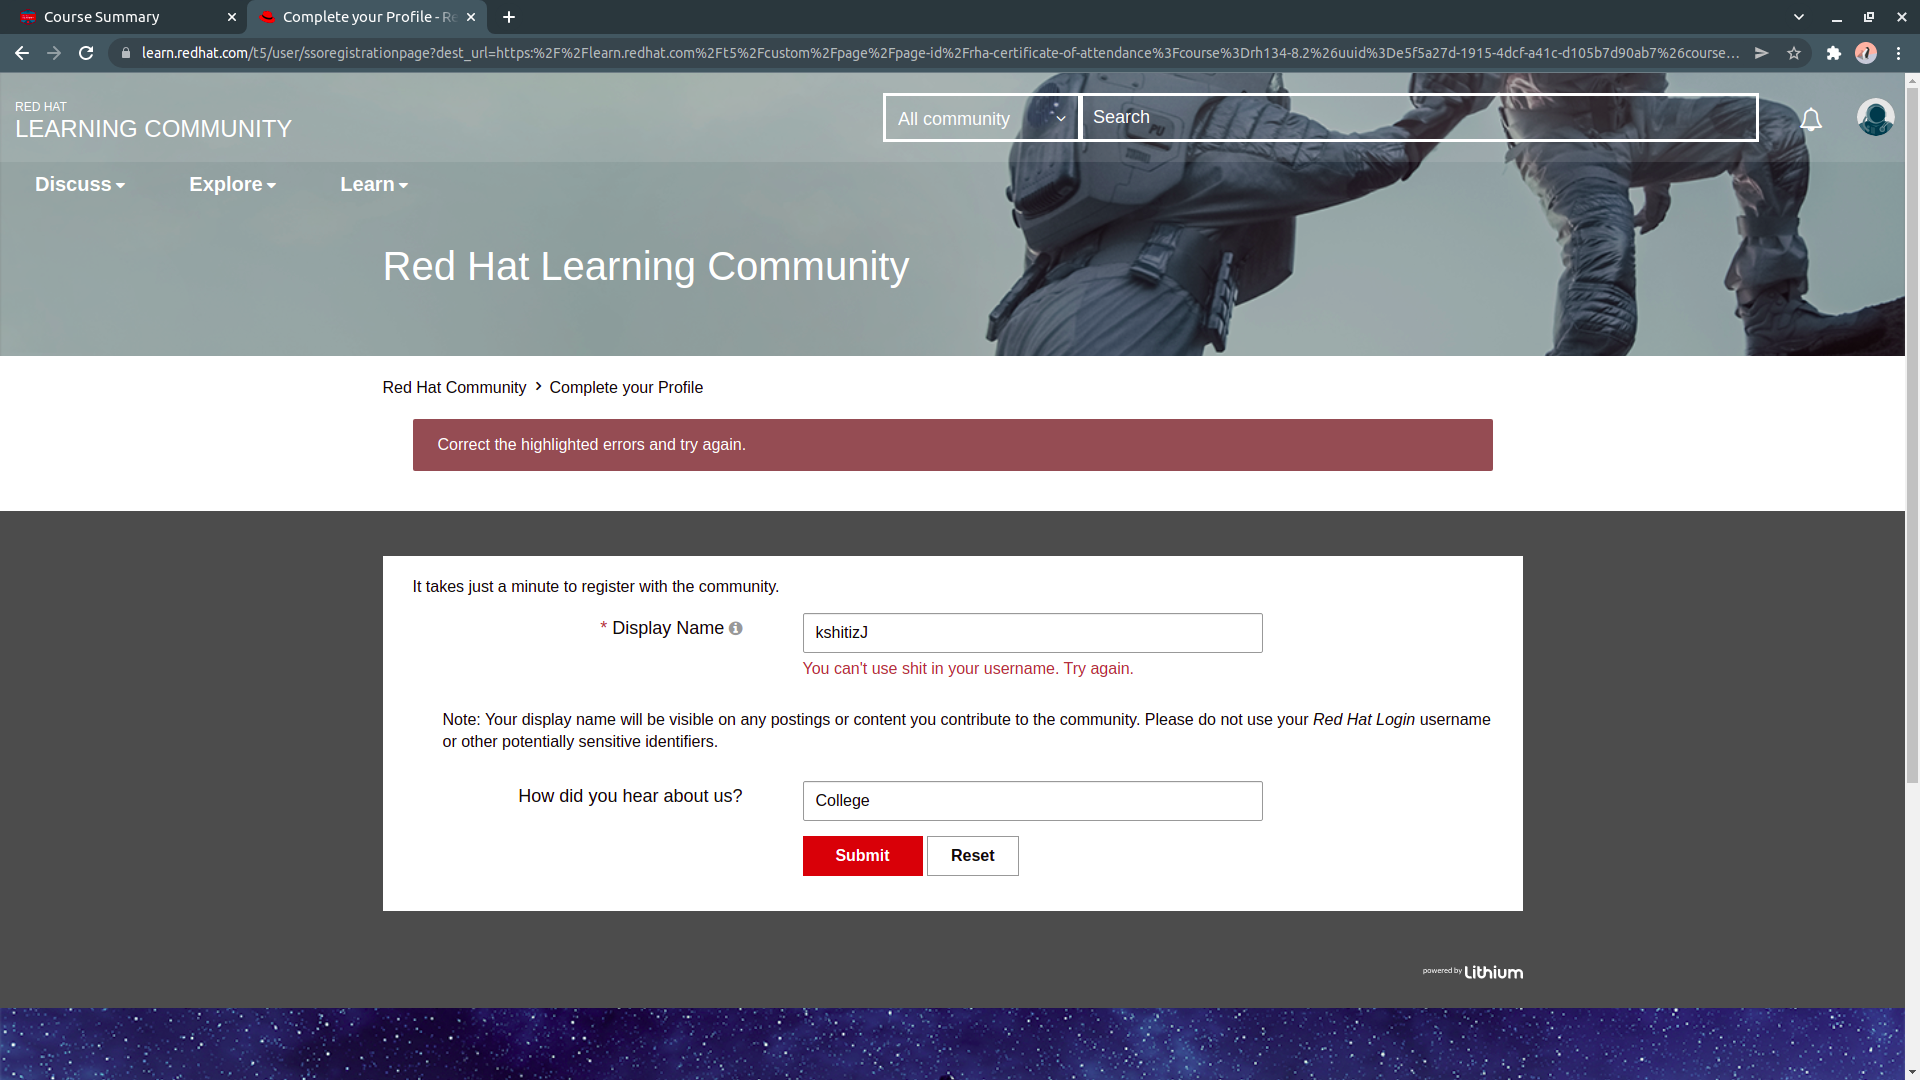 Course Summary
Complete your Profile - Re
learn.redhat.com/t5/user/ssoregistrationpage?dest_url=https:%2F%2Flearn.redhat.com%2Ft5%2Fcustom%2Fpage%2Fpage-id%2Frha-certificate-of-attendance%3Fcourse%3Drh134-8.2%26uuid%3De5f5a27d-1915-4dcf-a41c-d105b7d90ab7%26course...
RED HAT
LEARNING COMMUNITY
All community
Search
Discuss
Explore
Learn
Red Hat Learning Community
Red Hat Community > Complete your Profile
Correct the highlighted errors and try again.
It takes just a minute to register with the community.
* Display Name
kshitizJ
You can't use shit in your username. Try again.
Note: Your display name will be visible on any postings or content you contribute to the community. Please do not use your Red Hat Login username
or other potentially sensitive identifiers.
How did you hear about us?
College
Submit
Reset
powered by Lithium